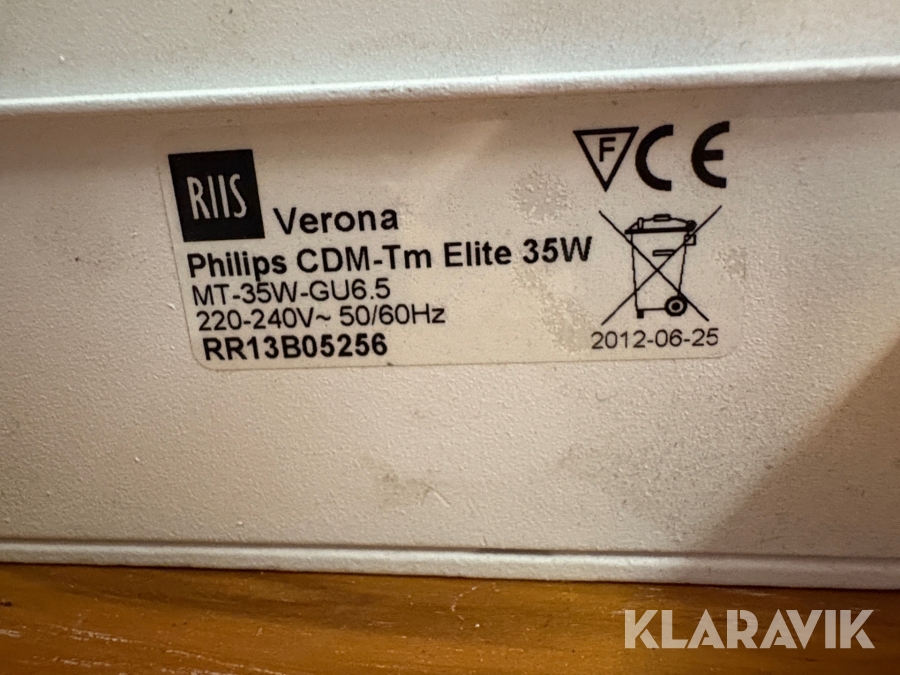 RIIS
Verona
F CE
Philips CDM-Tm Elite 35W
MT-35W-GU6.5
220-240V~ 50/60Hz
RR13B05256
2012-06-25
KLARAVIK